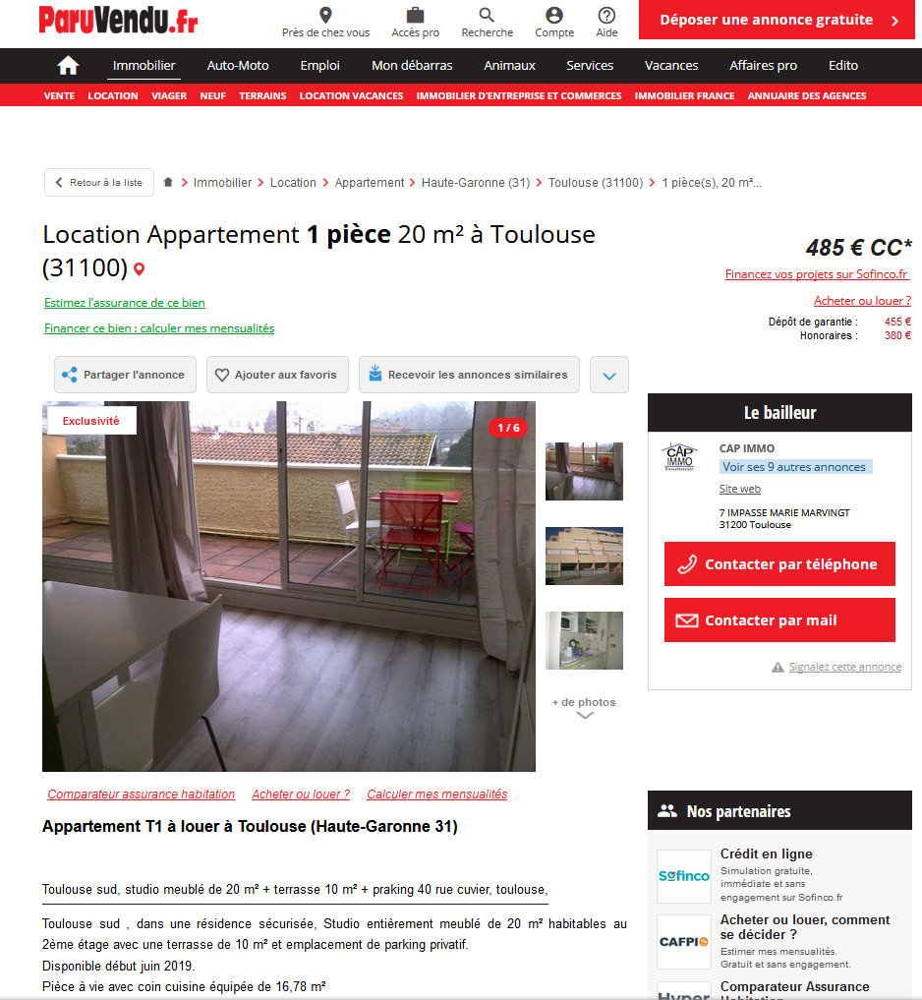 ParuVendu.fr
Près de chez vous
Accès pro
Recherche
Compte
Aide
Déposer une annonce gratuite
Immobilier
Auto-Moto
Emploi
Mon débarras
Animaux
Services
Vacances
Affaires pro
Edito
VENTE
LOCATION
VIAGER
NEUF
TERRAINS
LOCATION VACANCES
IMMOBILIER D'ENTREPRISE ET COMMERCES
IMMOBILIER FRANCE
ANNUAIRE DES AGENCES
Retour à la liste
Immobilier
Location
Appartement
Haute-Garonne (31)
Toulouse (31100)
1 pièce(s), 20 m²...
Location Appartement 1 pièce 20 m² à Toulouse
(31100)
485 € CC*
Financez vos projets sur Sofinco.fr
Acheter ou louer ?
Dépôt de garantie : 455 €
Honoraires : 380 €
Estimez l’assurance de ce bien
Financer ce bien : calculer mes mensualités
Partager l'annonce
Ajouter aux favoris
Recevoir les annonces similaires
Exclusivité
1 / 6
+ de photos
Le bailleur
CAP IMMO Toulouse
CAP IMMO
Voir ses 9 autres annonces
Site web
7 IMPASSE MARIE MARVINGT
31200 Toulouse
Contacter par téléphone
Contacter par mail
Signalez cette annonce
Comparateur assurance habitation
Acheter ou louer ?
Calculer mes mensualités
Appartement T1 à louer à Toulouse (Haute-Garonne 31)
Toulouse sud, studio meublé de 20 m² + terrasse 10 m² + praking 40 rue cuvier, toulouse,
Toulouse sud , dans une résidence sécurisée, Studio entièrement meublé de 20 m² habitables au
2ème étage avec une terrasse de 10 m² et emplacement de parking privatif.
Disponible début juin 2019.
Pièce à vie avec coin cuisine équipée de 16,78 m²
Nos partenaires
Sofinco
Crédit en ligne
Simulation gratuite,
immédiate et sans
engagement sur Sofinco.fr
CAFPI
Acheter ou louer, comment
se décider ?
Estimer mes mensualités.
Gratuit et sans engagement.
Hyper
Comparateur Assurance
Habitation